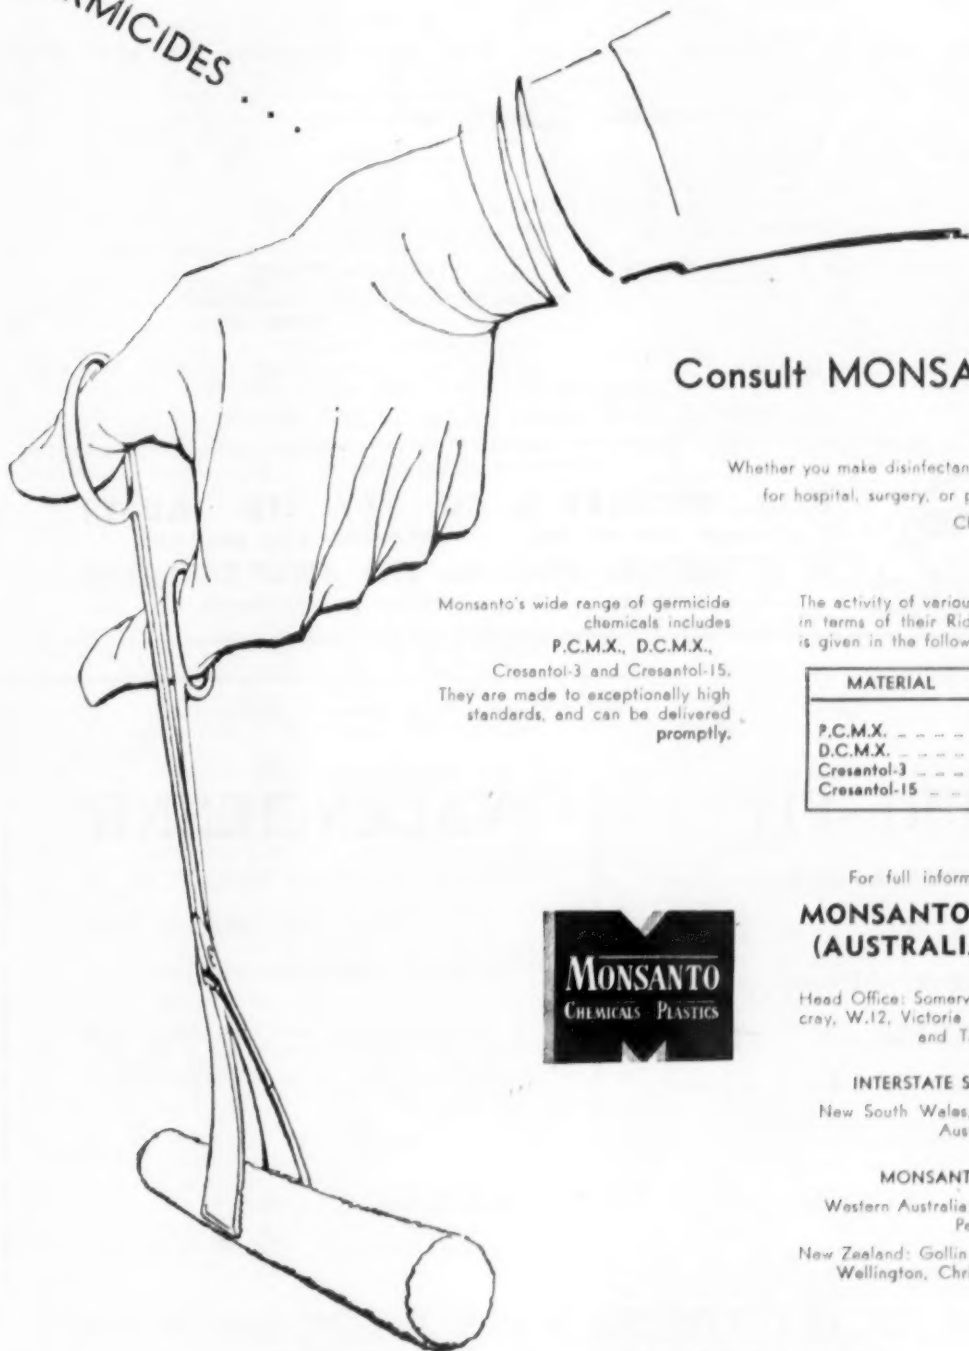 GERMICIDES . . .
Consult MONSA
Whether you make disinfectan
for hospital, surgery, or p
Monsanto's wide range of germicide
chemicals includes
P.C.M.X., D.C.M.X.,
Cresantol-3 and Cresantol-15.
They are made to exceptionally high
standards, and can be delivered
promptly.
The activity of various
in terms of their Rid
is given in the follow
MATERIAL
P.C.M.X.
D.C.M.X.
Cresantol-3
Cresantol-15
For full inform
MONSANTO
(AUSTRALIA
MONSANTO
CHEMICALS PLASTICS
Head Office: Somerv
cray, W.12, Victoria
and T
INTERSTATE S
New South Wales,
Aus
MONSANT
Western Australia
Pe
New Zealand: Gollin
Wellington, Chri